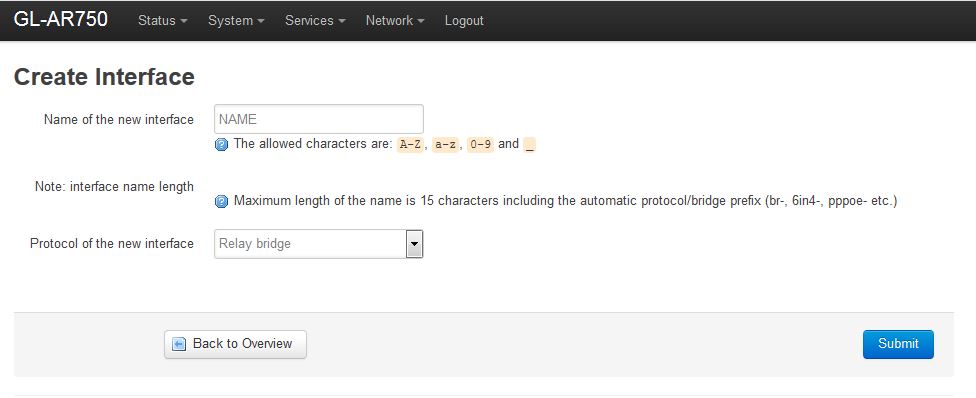 GL-AR750 Status System Services Network Logout
Create Interface
Name of the new interface NAME
The allowed characters are: A-Z, a-z, 0-9 and _
Note: interface name length
Maximum length of the name is 15 characters including the automatic protocol/bridge prefix (br-, 6in4-, pppoe- etc.)
Protocol of the new interface Relay bridge
Back to Overview Submit